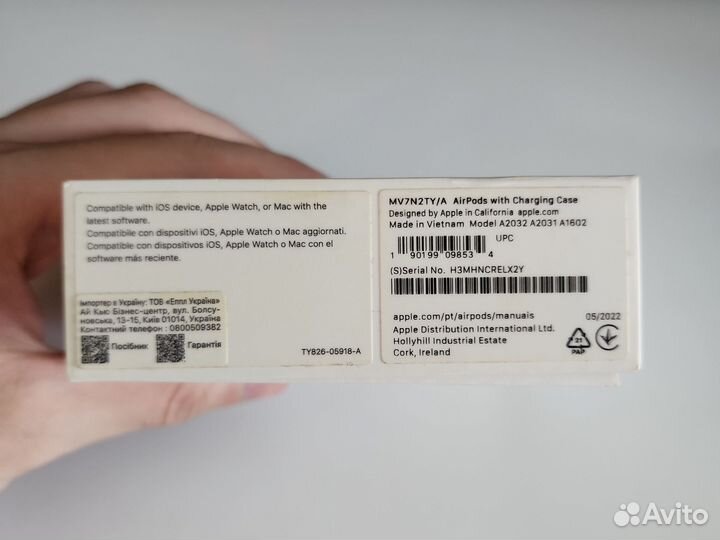 Compatible with iOS device, Apple Watch, or Mac with the
latest software.
Compatibile con dispositivi iOS, Apple Watch o Mac aggiornati.
Compatible con dispositivos iOS, Apple Watch o Mac con el
software más reciente.
Імпортер в Україну: ТОВ «Еппл Україна»
Ай Кью Бізнес-центр, вул. Болсу-
новська, 13-15, Київ 01014, Україна
Контактний телефон : 0800509382
Посібник
Гарантія
TY826-05918-A
MV7N2TY/A AirPods with Charging Case
Designed by Apple in California apple.com
Made in Vietnam Model A2032 A2031 A1602
UPC
1 90199 09853 4
(S)Serial No. H3MHNCRELX2Y
apple.com/pt/airpods/manuais 05/2022
Apple Distribution International Ltd.
Hollyhill Industrial Estate
Cork, Ireland
21
PAP
Avito